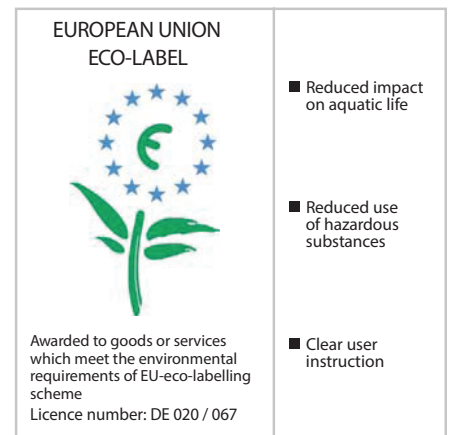 EUROPEAN UNION
ECO-LABEL
Awarded to goods or services
which meet the environmental
requirements of EU-eco-labelling
scheme
Licence number: DE 020 / 067
■ Reduced impact
on aquatic life
■ Reduced use
of hazardous
substances
■ Clear user
instruction